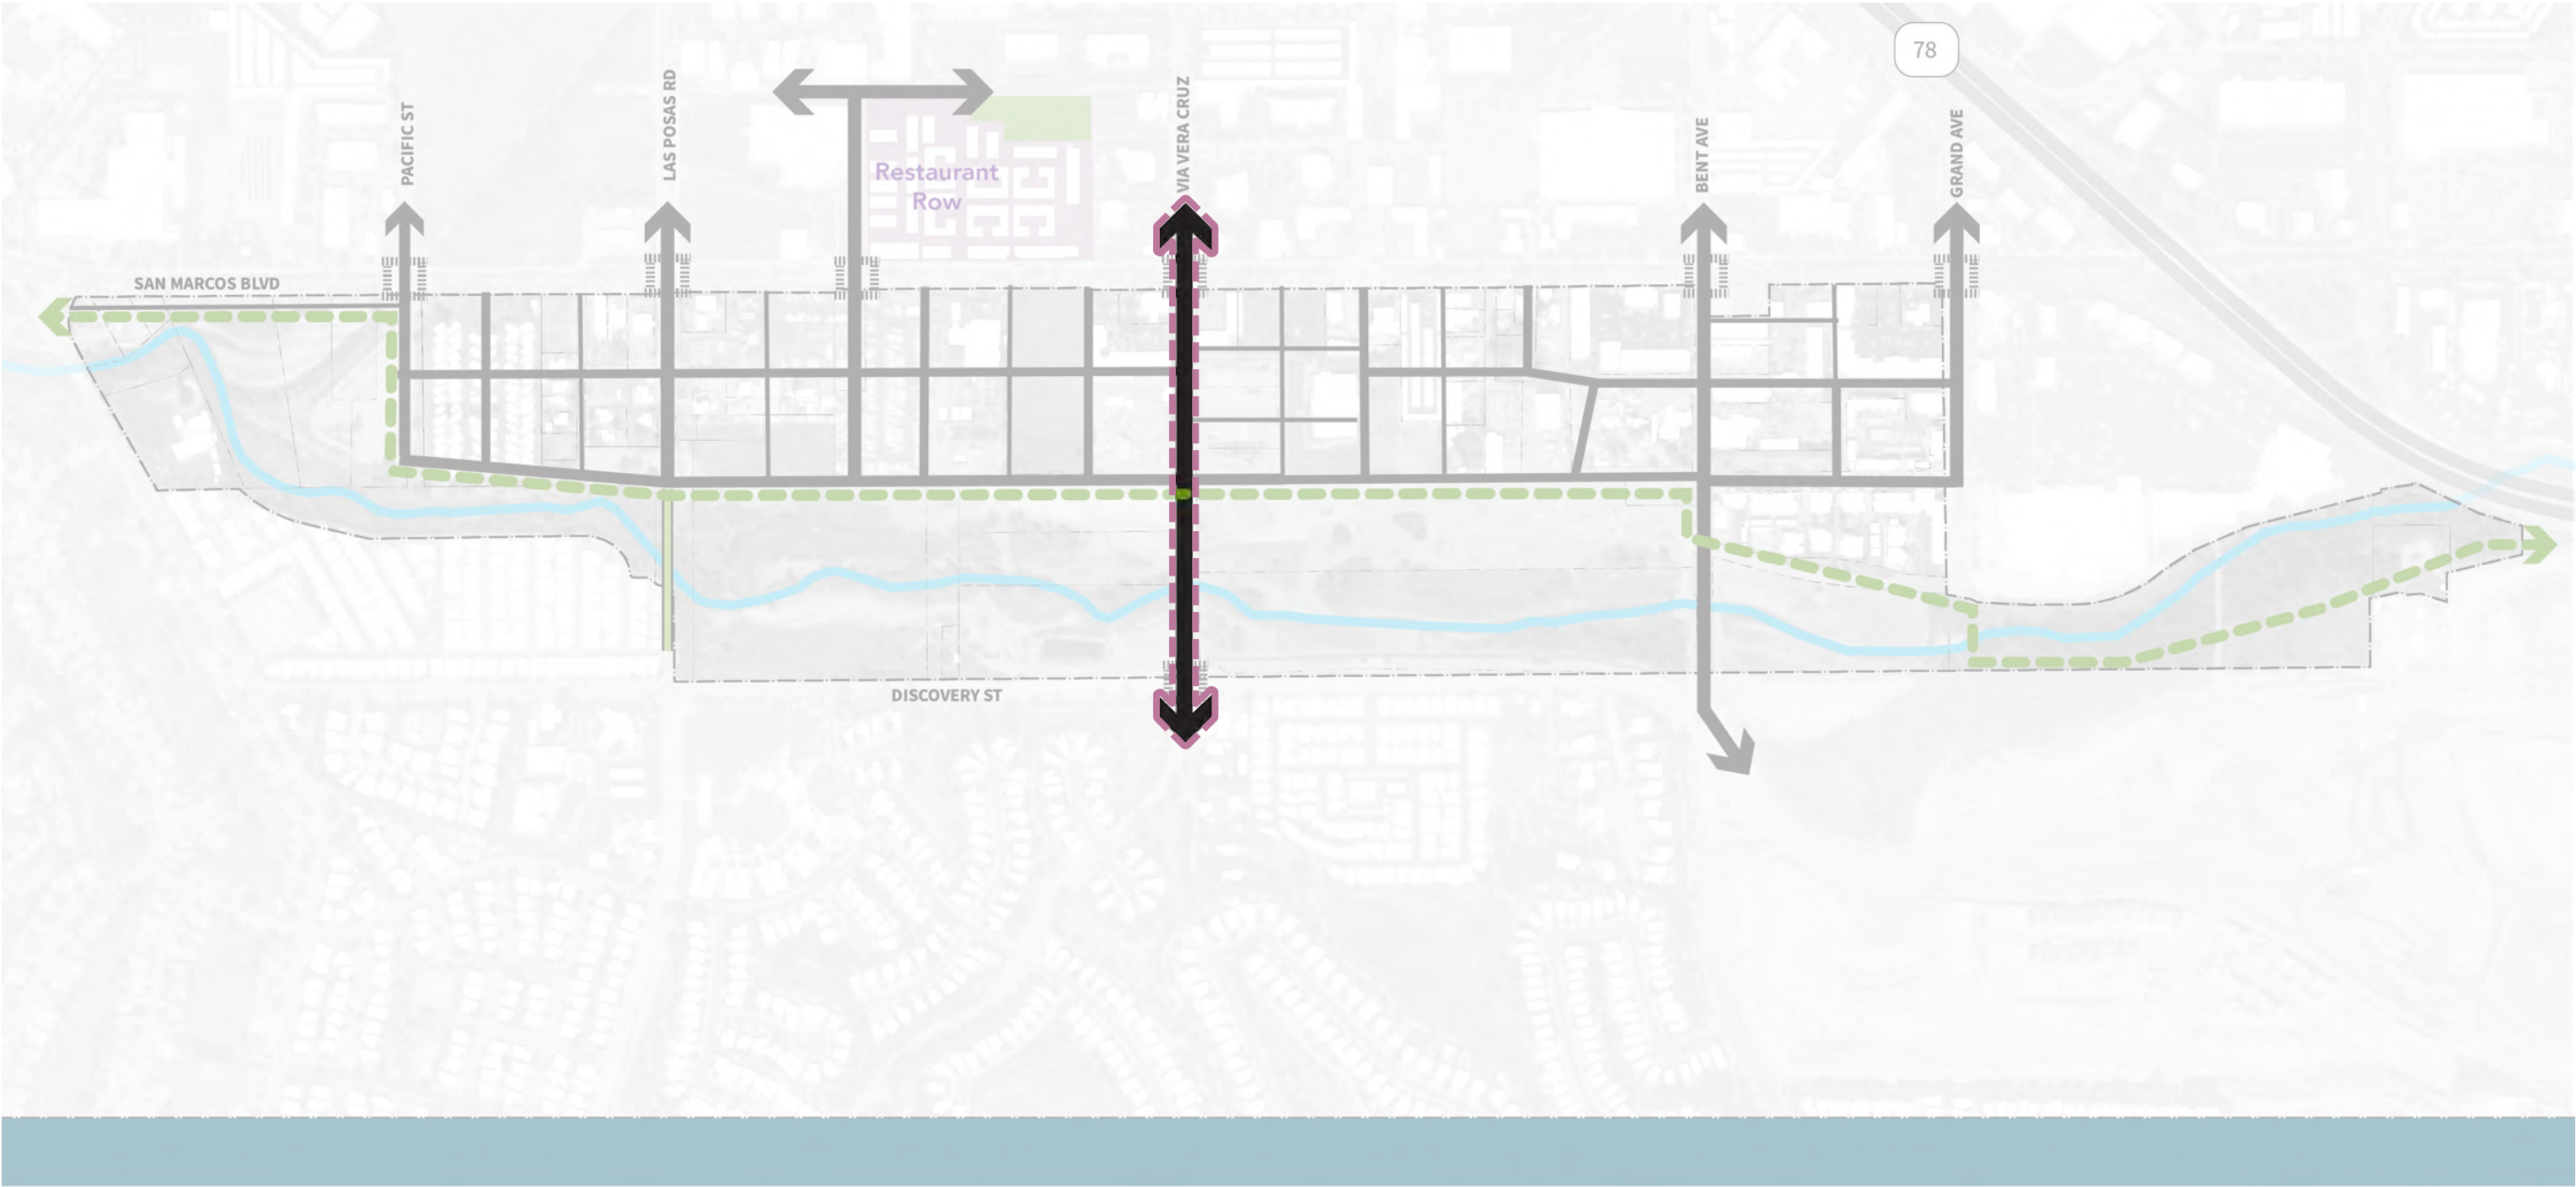 78
PACIFIC ST
LAS POSAS RD
VIA VERA CRUZ
BENT AVE
GRAND AVE
Restaurant
Row
SAN MARCOS BLVD
DISCOVERY ST